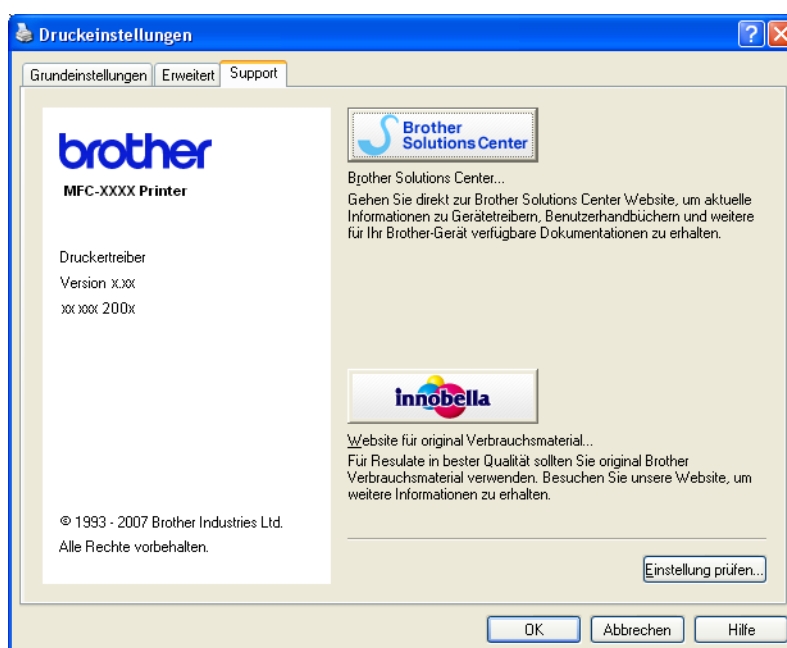 Druckeinstellungen
Grundeinstellungen Erweitert Support
brother
MFC-XXXX Printer
Druckertreiber
Version x.xx
xx xxx 200x
© 1993 - 2007 Brother Industries Ltd.
Alle Rechte vorbehalten.
Brother
Solutions Center
Brother Solutions Center...
Gehen Sie direkt zur Brother Solutions Center Website, um aktuelle
Informationen zu Gerätetreibern, Benutzerhandbüchern und weitere
für Ihr Brother-Gerät verfügbare Dokumentationen zu erhalten.
innobella
Website für original Verbrauchsmaterial...
Für Resulate in bester Qualität sollten Sie original Brother
Verbrauchsmaterial verwenden. Besuchen Sie unsere Website, um
weitere Informationen zu erhalten.
Einstellung prüfen...
OK Abbrechen Hilfe